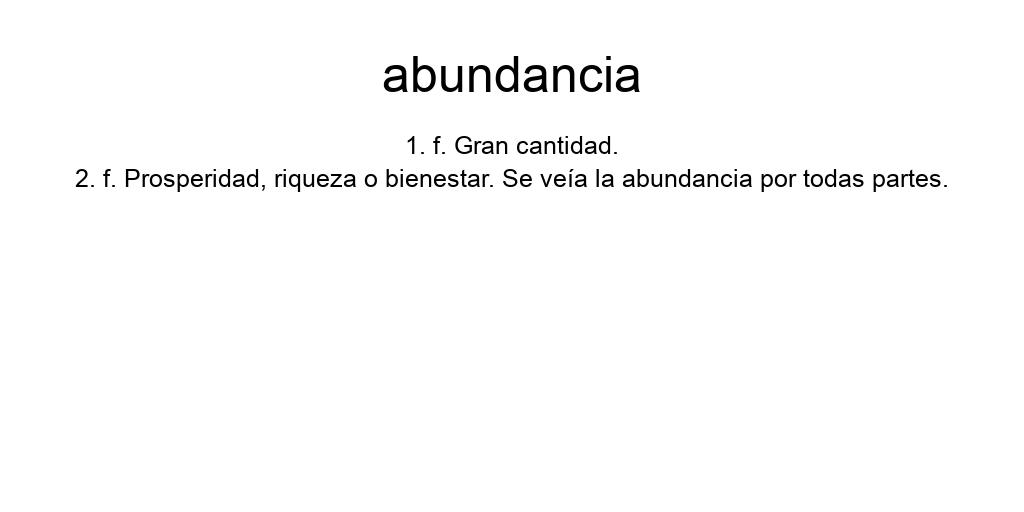 abundancia
1. f. Gran cantidad.
2. f. Prosperidad, riqueza o bienestar. Se veía la abundancia por todas partes.